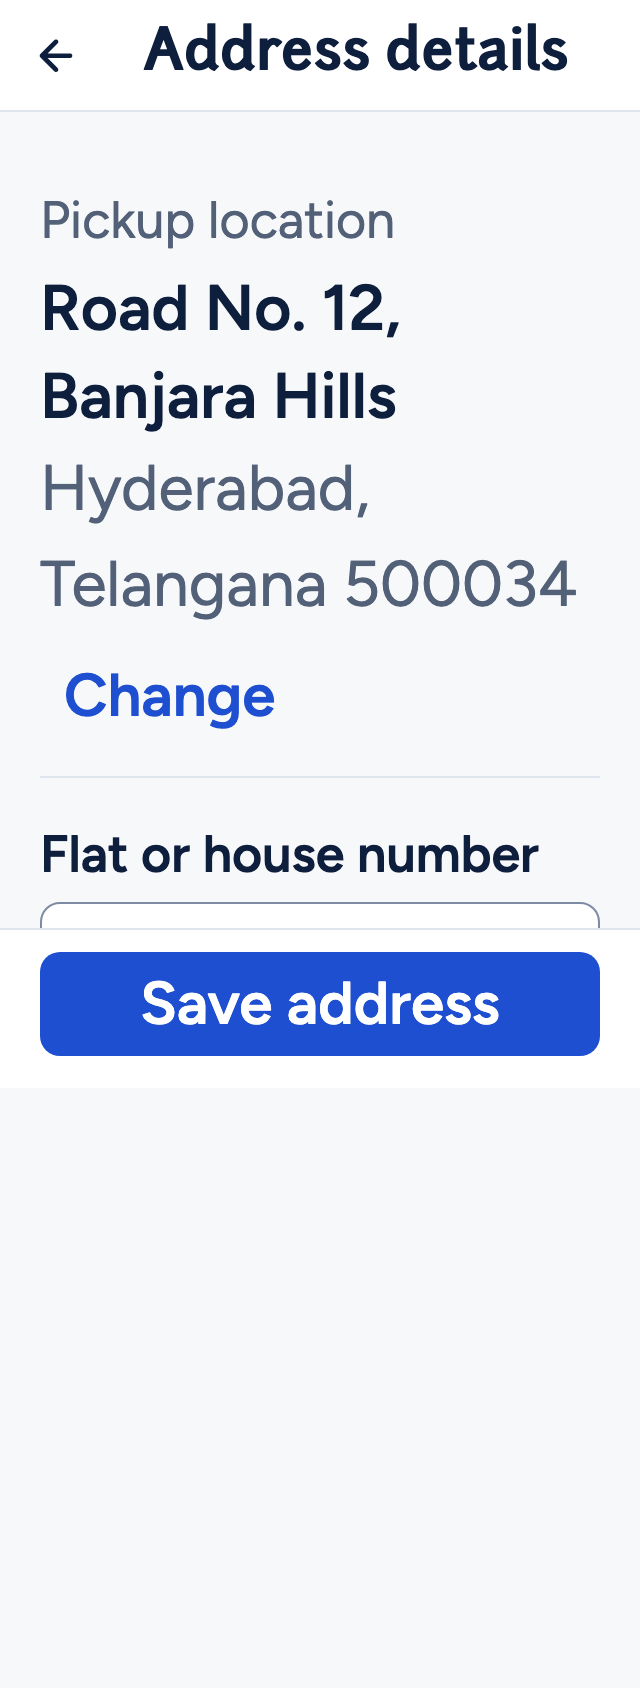 Address details
Pickup location
Road No. 12,
Banjara Hills
Hyderabad,
Telangana 500034
Change
Flat or house number
Save address